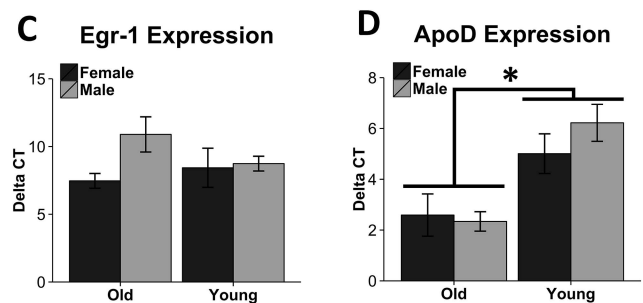 C Egr-1 Expression
Female
Male
15
10
5
0
Delta CT
Old Young
D ApoD Expression
Female
Male
*
8
6
4
2
0
Delta CT
Old Young